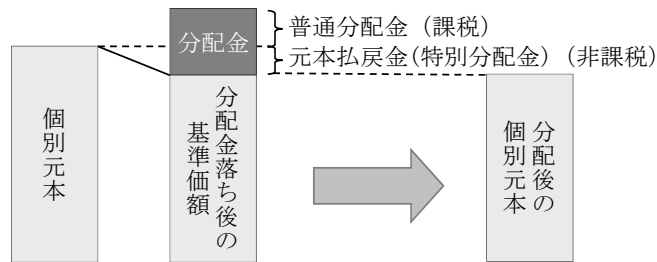 分配金
普通分配金（課税）
元本払戻金（特別分配金）（非課税）
個別元本
分配金落ち後の
基準価額
分配後の
個別元本